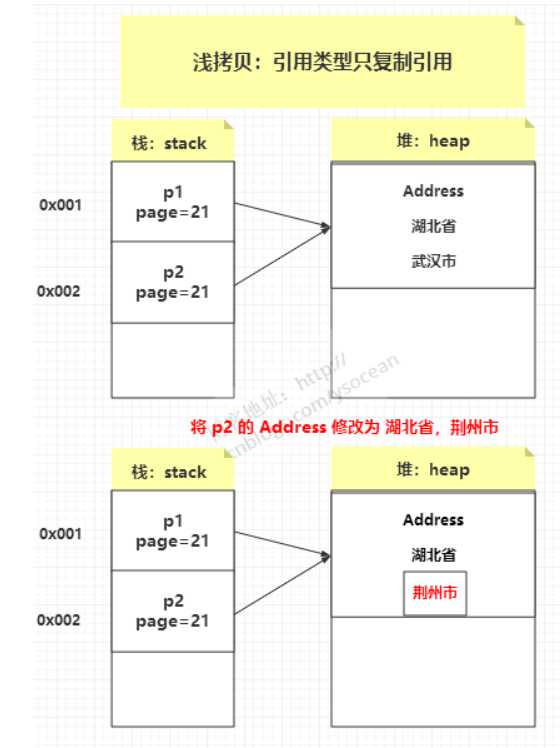 浅拷贝：引用类型只复制引用
栈：stack
堆：heap
0x001
p1
page=21
Address
湖北省
武汉市
0x002
p2
page=21
地址：http://
cnblogs.com/ysocean
将 p2 的 Address 修改为 湖北省，荆州市
栈：stack
堆：heap
0x001
p1
page=21
Address
湖北省
荆州市
0x002
p2
page=21